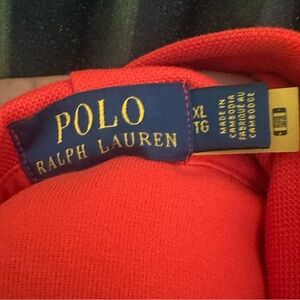 POLO
RALPH LAUREN
XL
TG
MADE IN
CAMBODIA
FABRIQUÉ AU
CAMBODGE